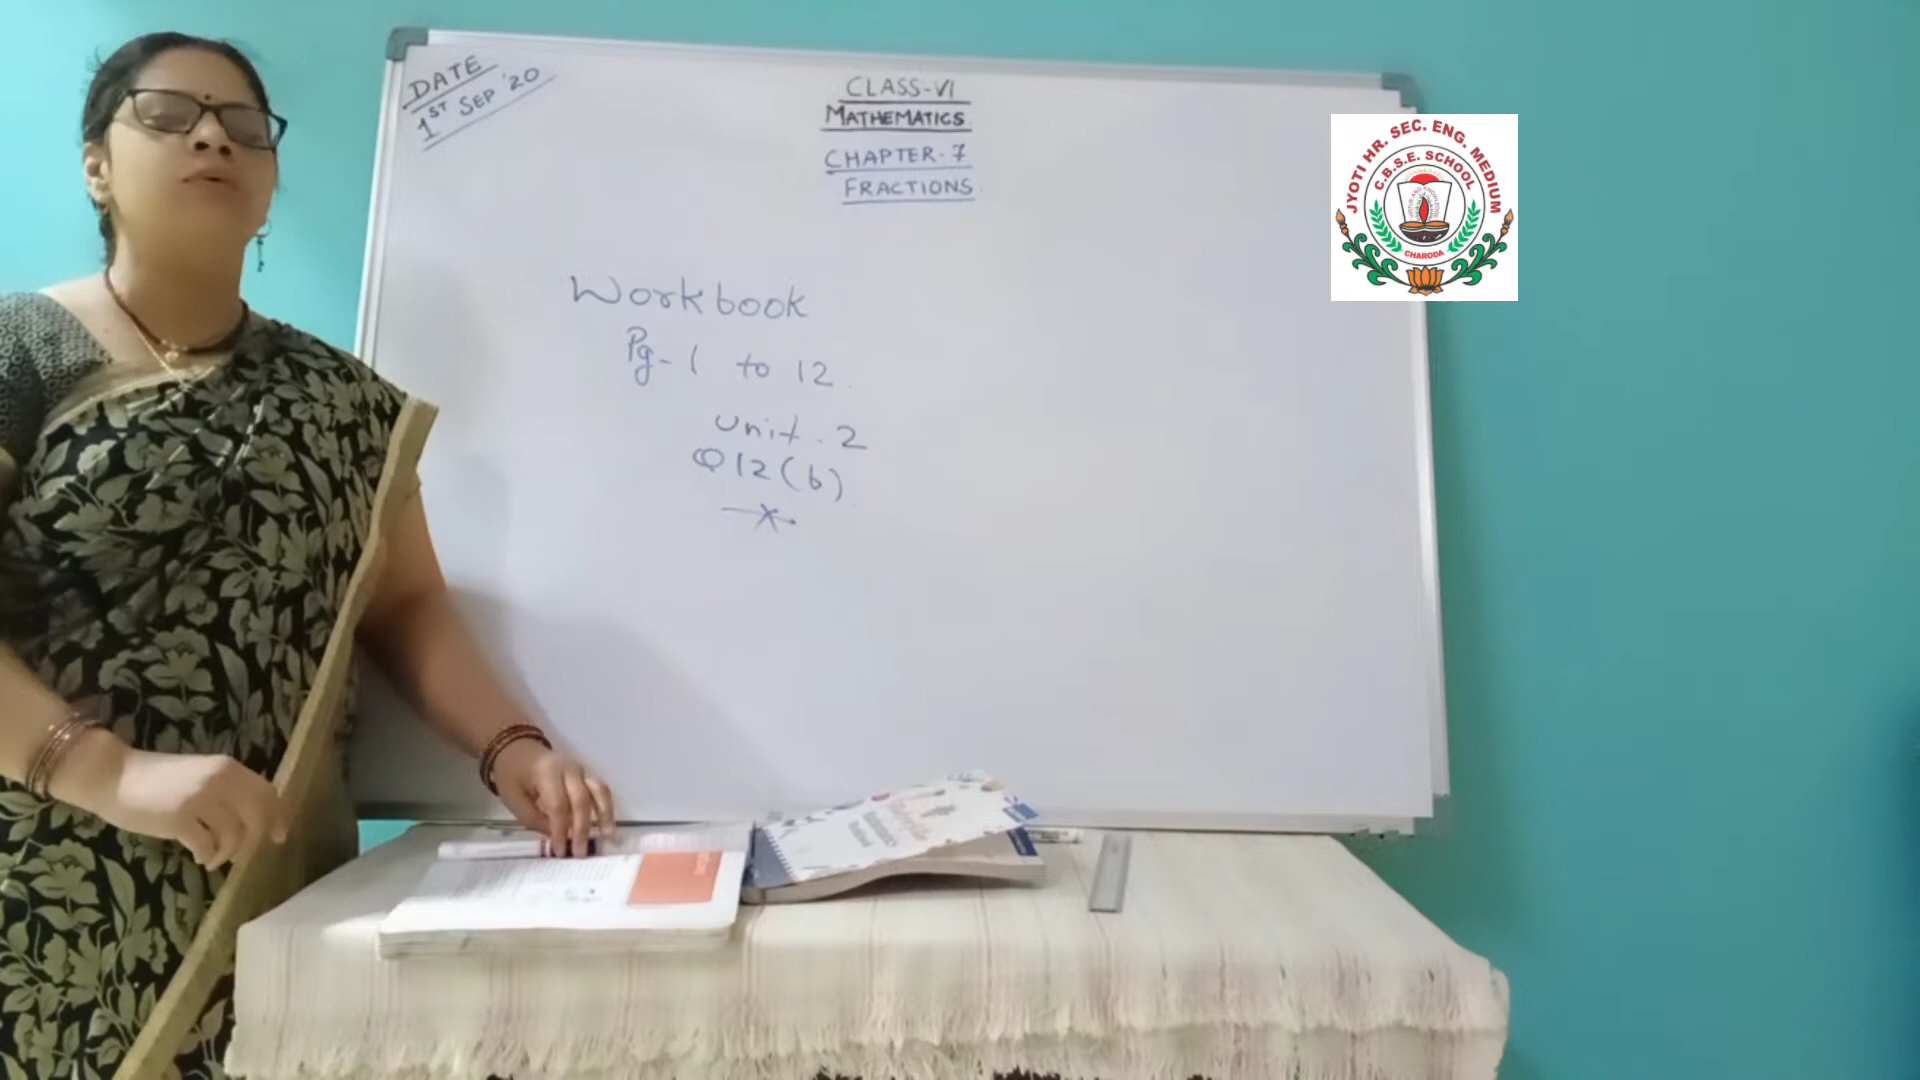 DATE
1ST SEP '20
CLASS-VI
MATHEMATICS
CHAPTER-7
FRACTIONS
Workbook
Pg-1 to 12.
Unit.2
Q12(b)
JYOTI HR. SEC. ENG. MEDIUM
C.B.S.E. SCHOOL
CHARODA